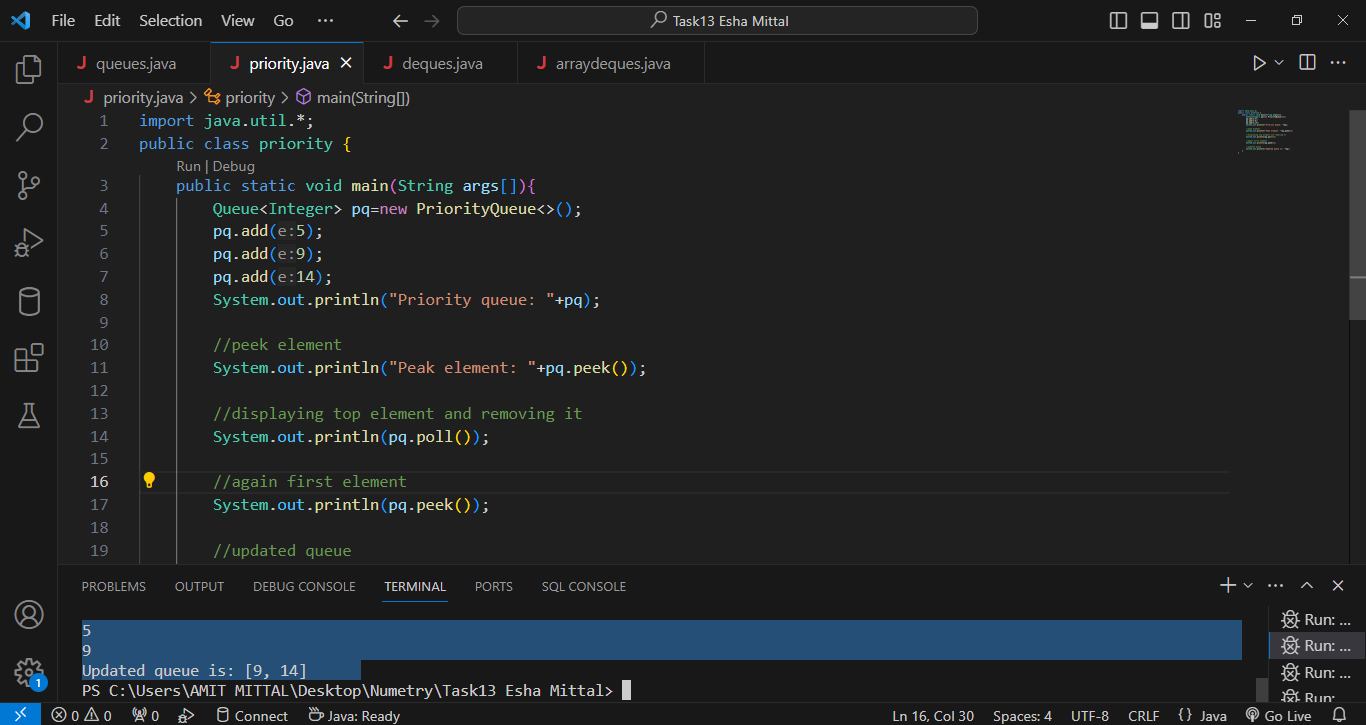 File Edit Selection View Go ··· Task13 Esha Mittal
queues.java priority.java deques.java arraydeques.java
priority.java > priority > main(String[])
1 import java.util.*;
2 public class priority {
Run | Debug
3 public static void main(String args[]){
4 Queue<Integer> pq=new PriorityQueue<>();
5 pq.add(e:5);
6 pq.add(e:9);
7 pq.add(e:14);
8 System.out.println("Priority queue: "+pq);
9
10 //peek element
11 System.out.println("Peak element: "+pq.peek());
12
13 //displaying top element and removing it
14 System.out.println(pq.poll());
15
16 //again first element
17 System.out.println(pq.peek());
18
19 //updated queue
PROBLEMS OUTPUT DEBUG CONSOLE TERMINAL PORTS SQL CONSOLE
5
9
Updated queue is: [9, 14]
PS C:\Users\AMIT MITTAL\Desktop\Numetry\Task13 Esha Mittal>
Run: ...
Run: ...
Run: ...
Run: ...
1
0 0 0 Connect Java: Ready Ln 16, Col 30 Spaces: 4 UTF-8 CRLF {} Java Go Live